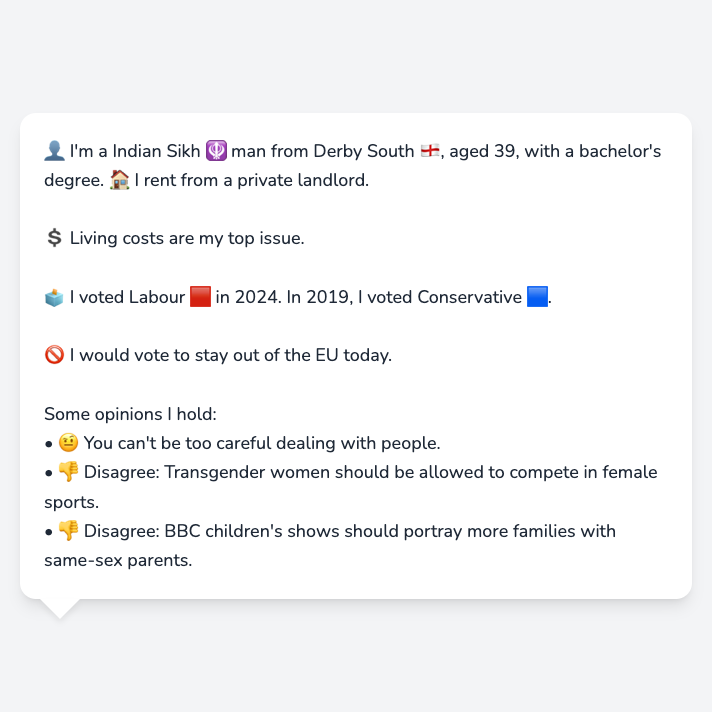 👤 I'm a Indian Sikh 🪯 man from Derby South 🏴󠁧󠁢󠁥󠁮󠁧󠁿, aged 39, with a bachelor's
degree. 🏠 I rent from a private landlord.
💲 Living costs are my top issue.
🗳️ I voted Labour 🟥 in 2024. In 2019, I voted Conservative 🟦.
🚫 I would vote to stay out of the EU today.
Some opinions I hold:
• 🤨 You can't be too careful dealing with people.
• 👎 Disagree: Transgender women should be allowed to compete in female
sports.
• 👎 Disagree: BBC children's shows should portray more families with
same-sex parents.